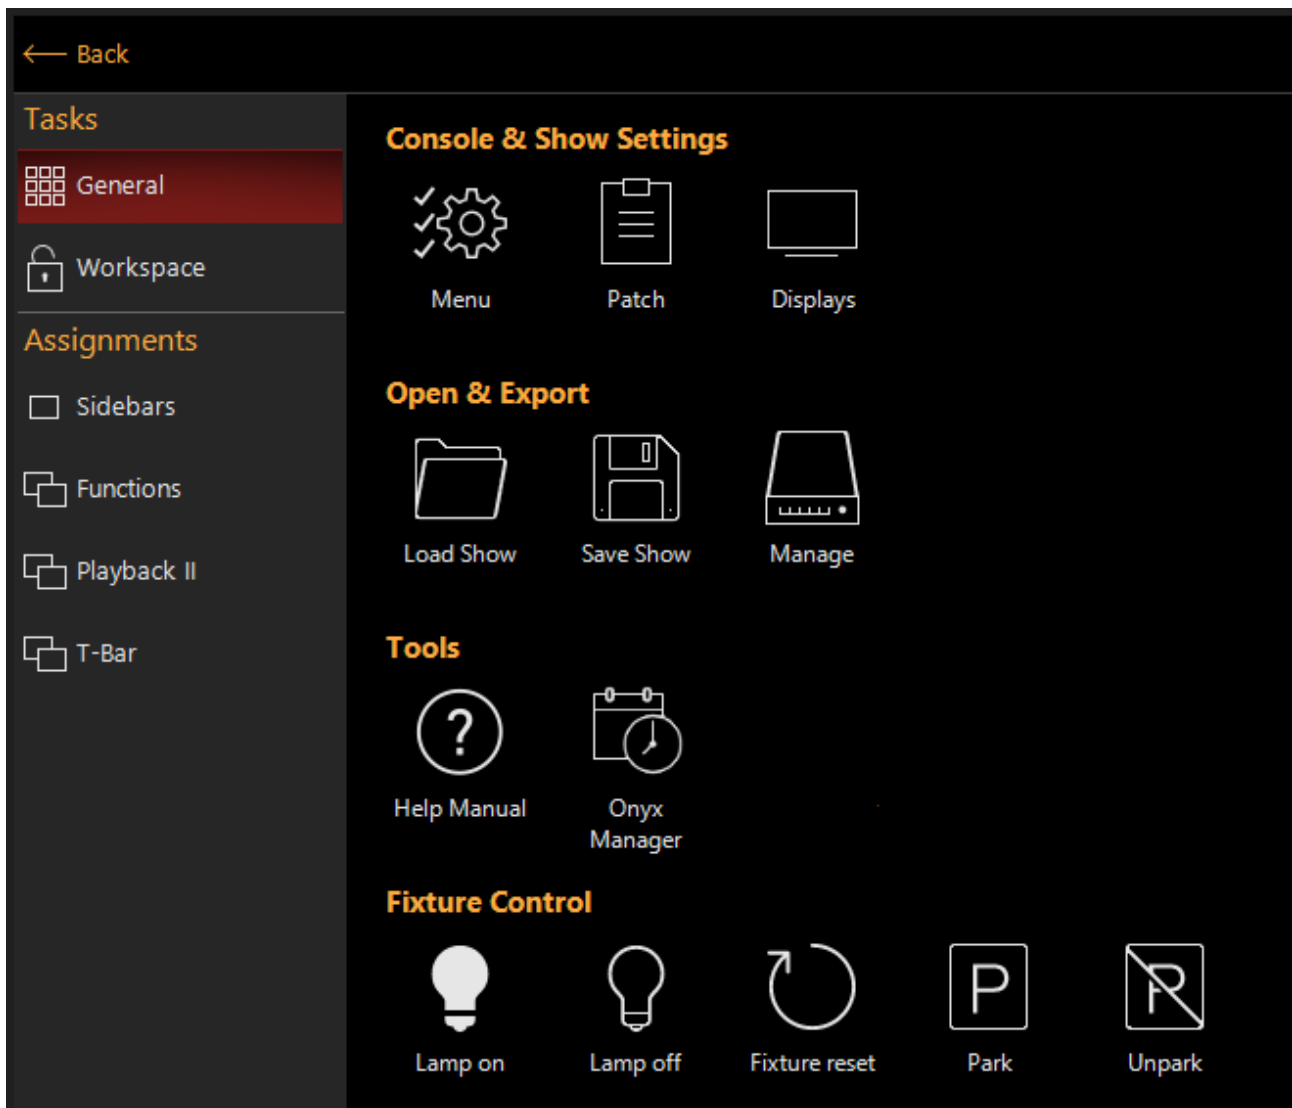 Back
Tasks
General
Workspace
Assignments
Sidebars
Functions
Playback II
T-Bar
Console & Show Settings
Menu Patch Displays
Open & Export
Load Show Save Show Manage
Tools
?
Help Manual Onyx
Manager
Fixture Control
P P
Lamp on Lamp off Fixture reset Park Unpark